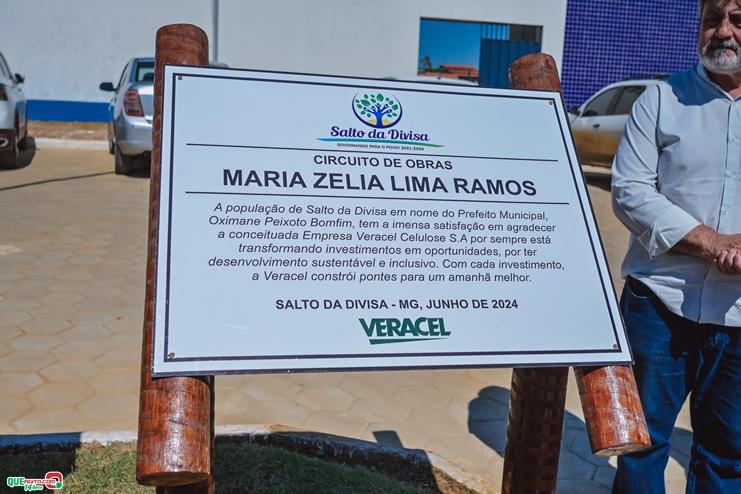 Salto da Divisa
GOVERNANDO PARA O POVO! 2021-2024
CIRCUITO DE OBRAS
MARIA ZELIA LIMA RAMOS
A população de Salto da Divisa em nome do Prefeito Municipal,
Oximane Peixoto Bomfim, tem a imensa satisfação em agradecer
a conceituada Empresa Veracel Celulose S.A por sempre está
transformando investimentos em oportunidades, por ter
desenvolvimento sustentável e inclusivo. Com cada investimento,
a Veracel constrói pontes para um amanhã melhor.
SALTO DA DIVISA - MG, JUNHO DE 2024
VERACEL